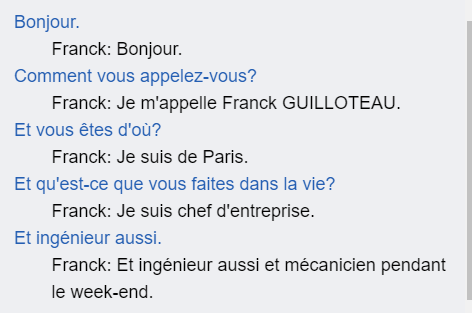 Bonjour.
Franck: Bonjour.
Comment vous appelez-vous?
Franck: Je m'appelle Franck GUILLOTEAU.
Et vous êtes d'où?
Franck: Je suis de Paris.
Et qu'est-ce que vous faites dans la vie?
Franck: Je suis chef d'entreprise.
Et ingénieur aussi.
Franck: Et ingénieur aussi et mécanicien pendant
le week-end.